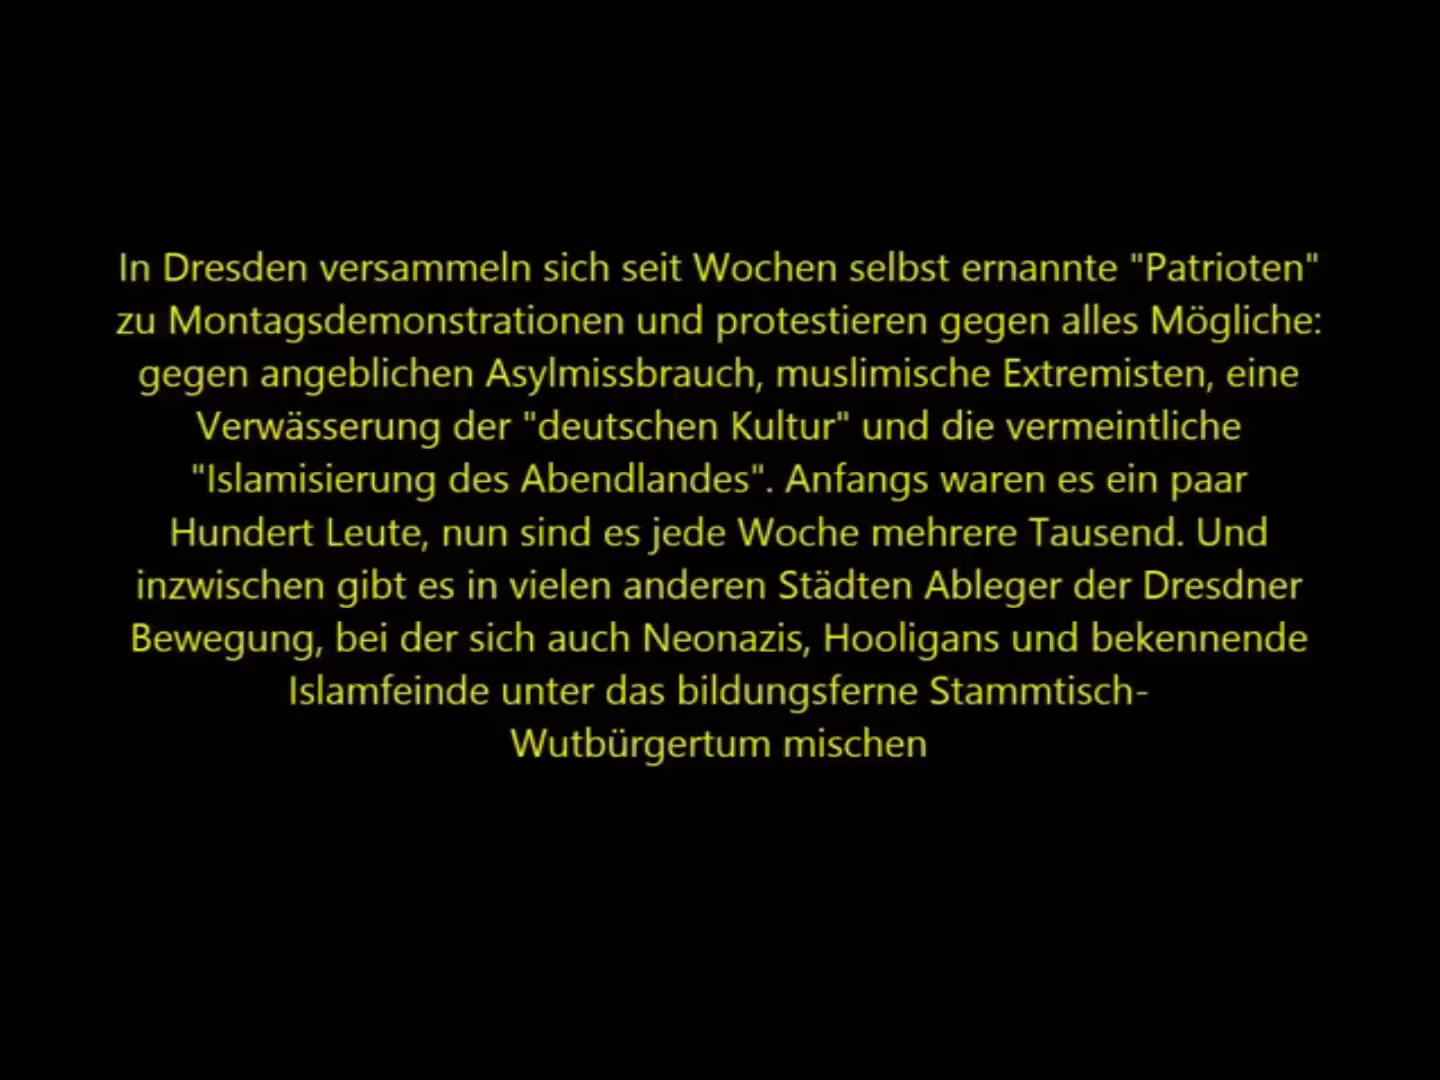 In Dresden versammeln sich seit Wochen selbst ernannte "Patrioten"
zu Montagsdemonstrationen und protestieren gegen alles Mögliche:
gegen angeblichen Asylmissbrauch, muslimische Extremisten, eine
Verwässerung der "deutschen Kultur" und die vermeintliche
"Islamisierung des Abendlandes". Anfangs waren es ein paar
Hundert Leute, nun sind es jede Woche mehrere Tausend. Und
inzwischen gibt es in vielen anderen Städten Ableger der Dresdner
Bewegung, bei der sich auch Neonazis, Hooligans und bekennende
Islamfeinde unter das bildungsferne Stammtisch-
Wutbürgertum mischen